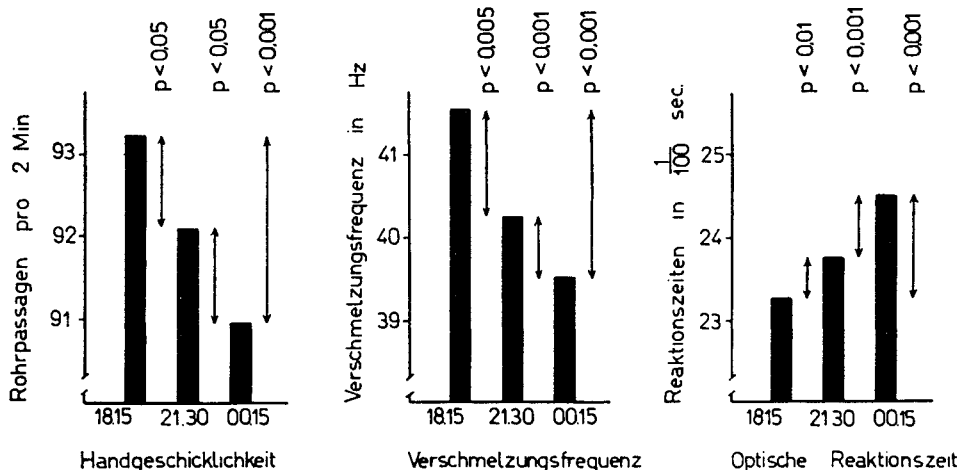 p < 0,05
p < 0,05
p < 0,001
Rohrpassagen pro 2 Min
93
92
91
18.15 21.30 00.15
Handgeschicklichkeit
p < 0,005
p < 0,001
p < 0,001
Verschmelzungsfrequenz in Hz
41
40
39
18.15 21.30 00.15
Verschmelzungsfrequenz
p < 0,01
p < 0,001
p < 0,001
Reaktionszeiten in 1/100 sec.
25
24
23
18.15 21.30 00.15
Optische Reaktionszeit